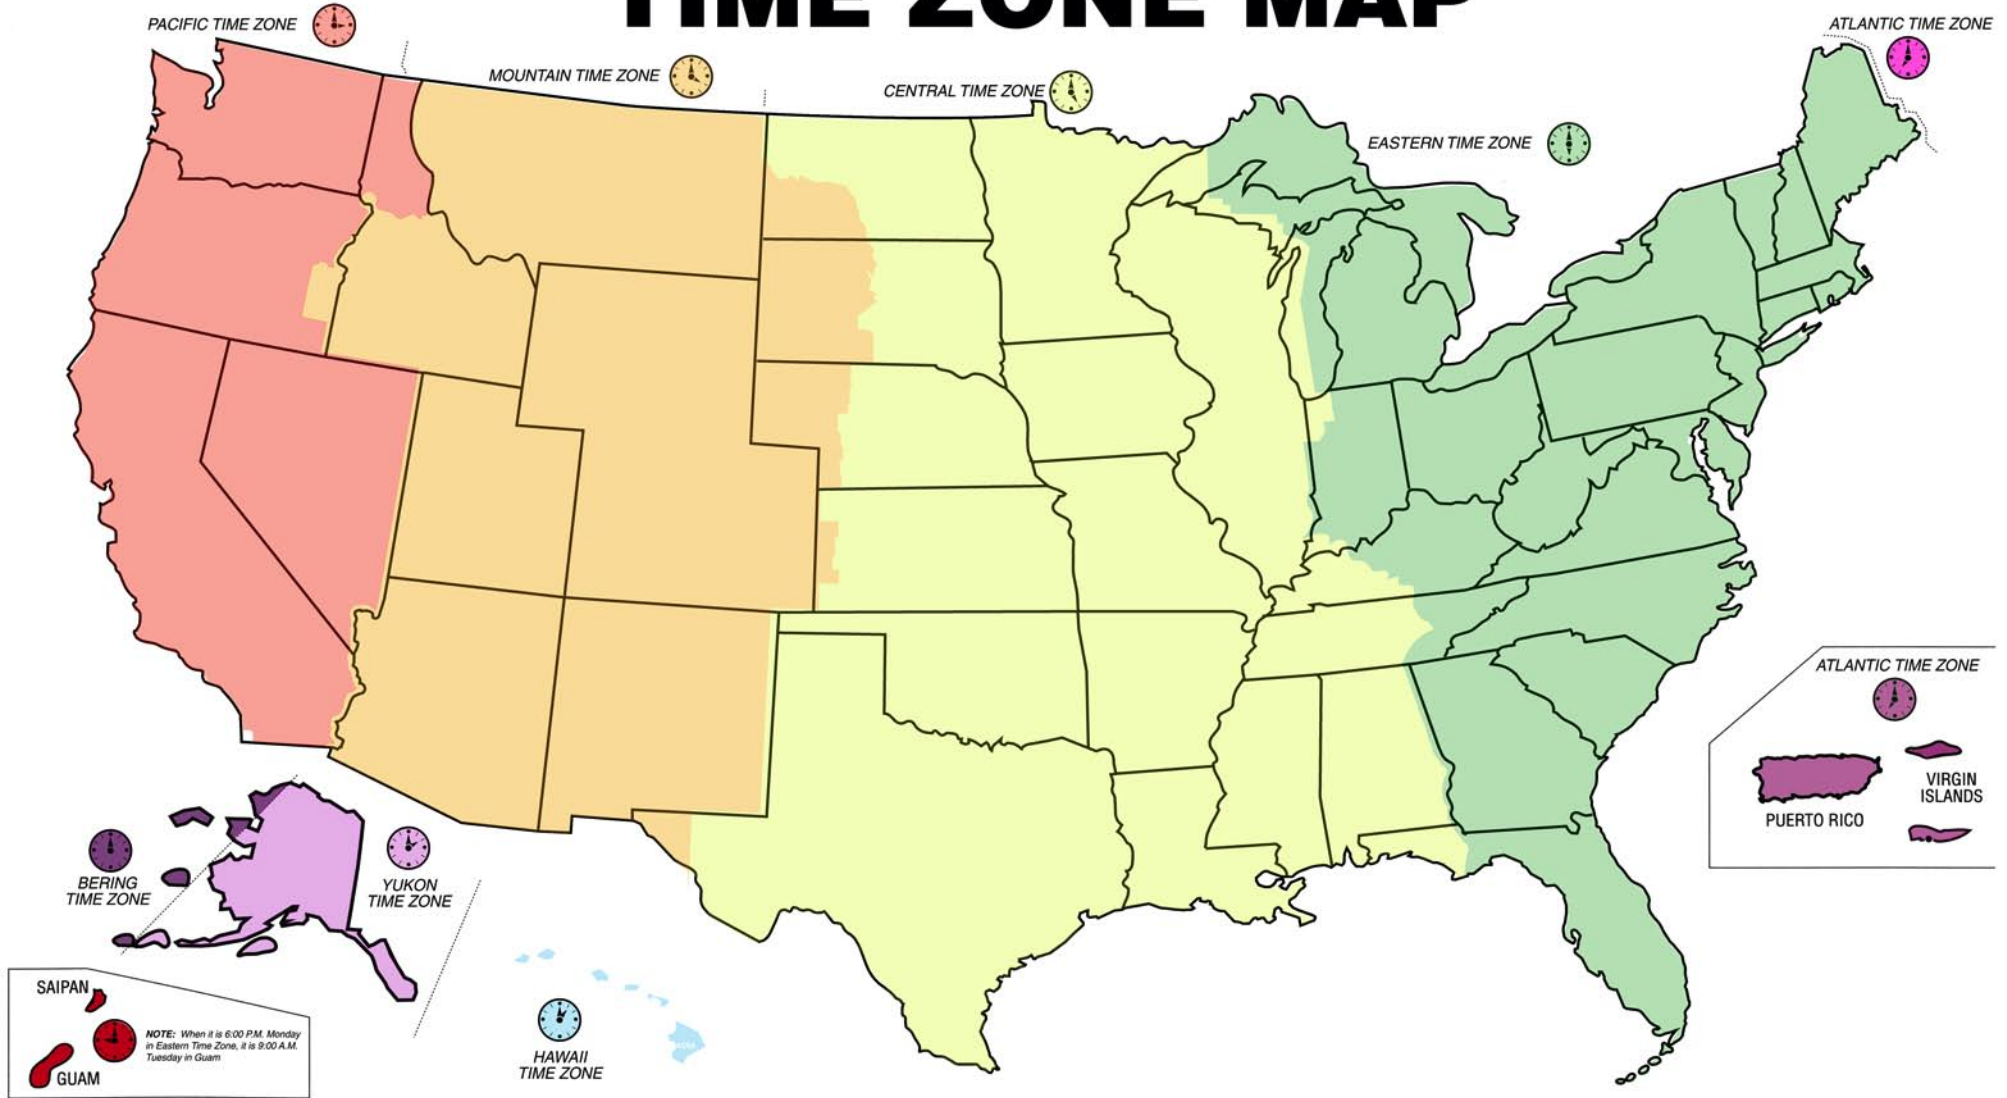 TIME ZONE MAP
PACIFIC TIME ZONE
ATLANTIC TIME ZONE
MOUNTAIN TIME ZONE
CENTRAL TIME ZONE
EASTERN TIME ZONE
ATLANTIC TIME ZONE
VIRGIN
ISLANDS
PUERTO RICO
BERING
TIME ZONE
YUKON
TIME ZONE
SAIPAN
NOTE: When it is 6:00 P.M. Monday
in Eastern Time Zone, it is 9:00 A.M.
Tuesday in Guam
GUAM
HAWAII
TIME ZONE